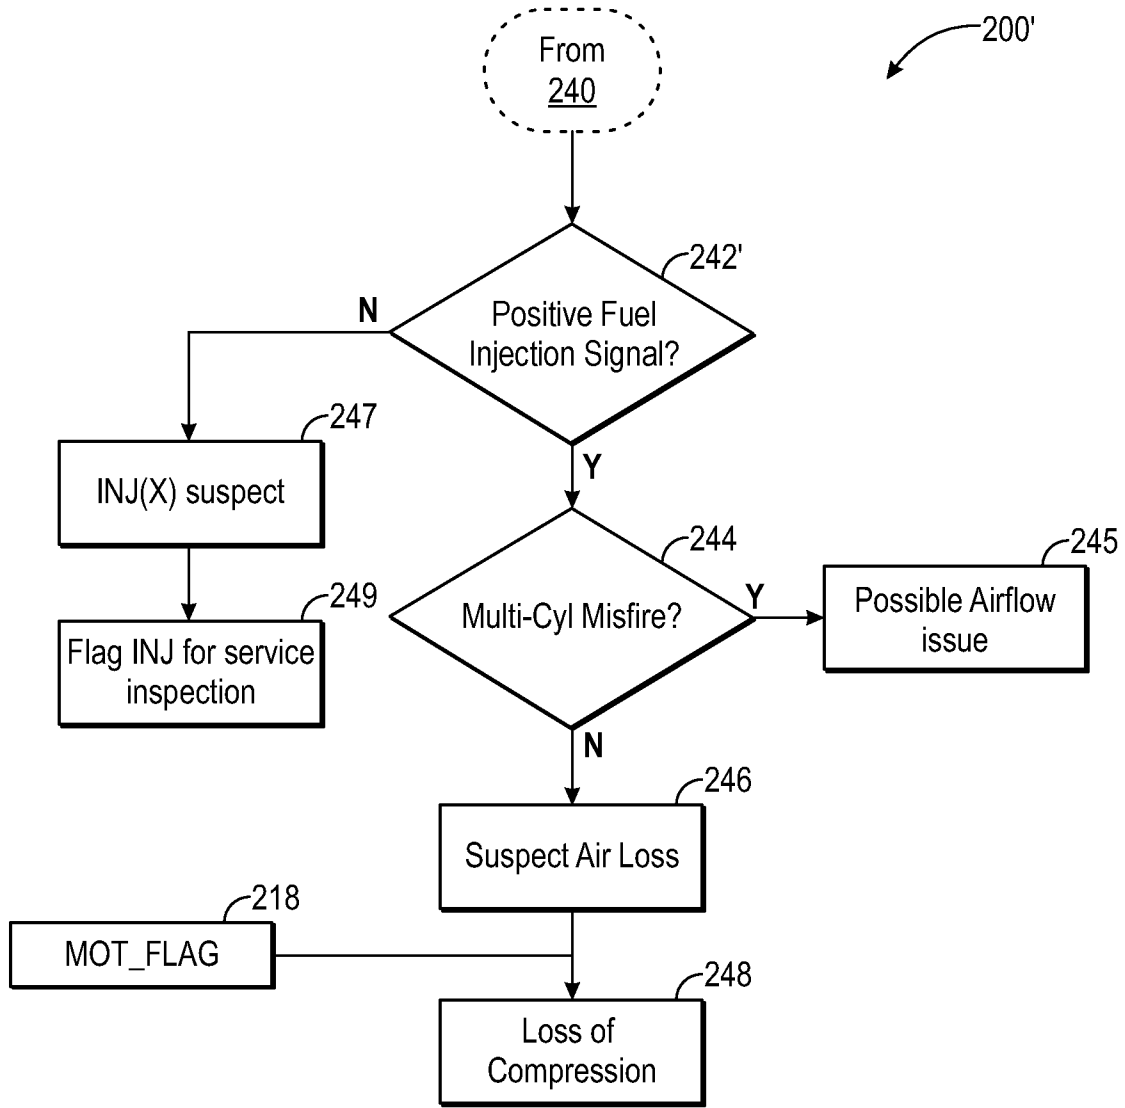 200'
From
240
242'
Positive Fuel
Injection Signal?
N
Y
247
INJ(X) suspect
244
Multi-Cyl Misfire?
Y
N
245
Possible Airflow
issue
249
Flag INJ for service
inspection
246
Suspect Air Loss
218
MOT_FLAG
248
Loss of
Compression